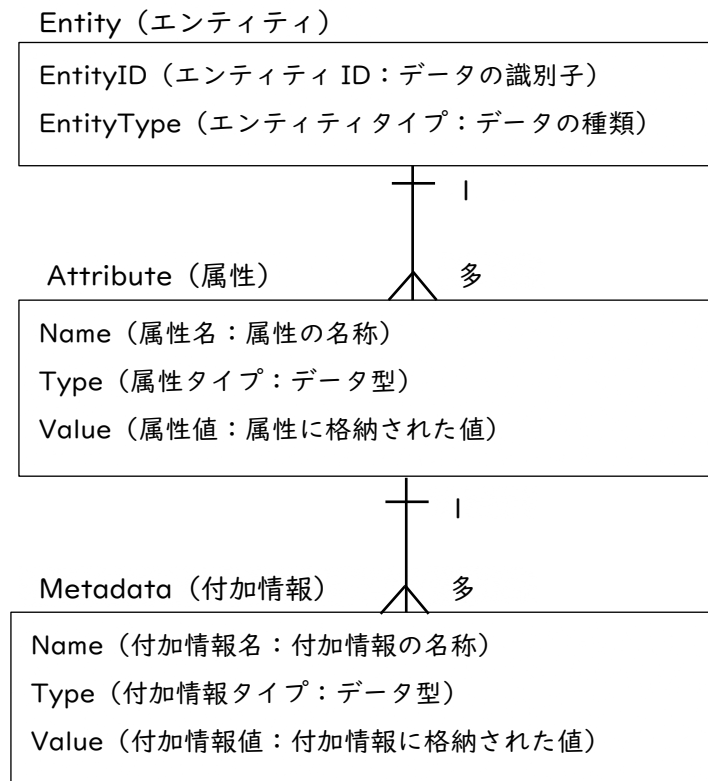 Entity（エンティティ）
EntityID（エンティティ ID：データの識別子）
EntityType（エンティティタイプ：データの種類）
1
Attribute（属性）
多
Name（属性名：属性の名称）
Type（属性タイプ：データ型）
Value（属性値：属性に格納された値）
1
Metadata（付加情報）
多
Name（付加情報名：付加情報の名称）
Type（付加情報タイプ：データ型）
Value（付加情報値：付加情報に格納された値）